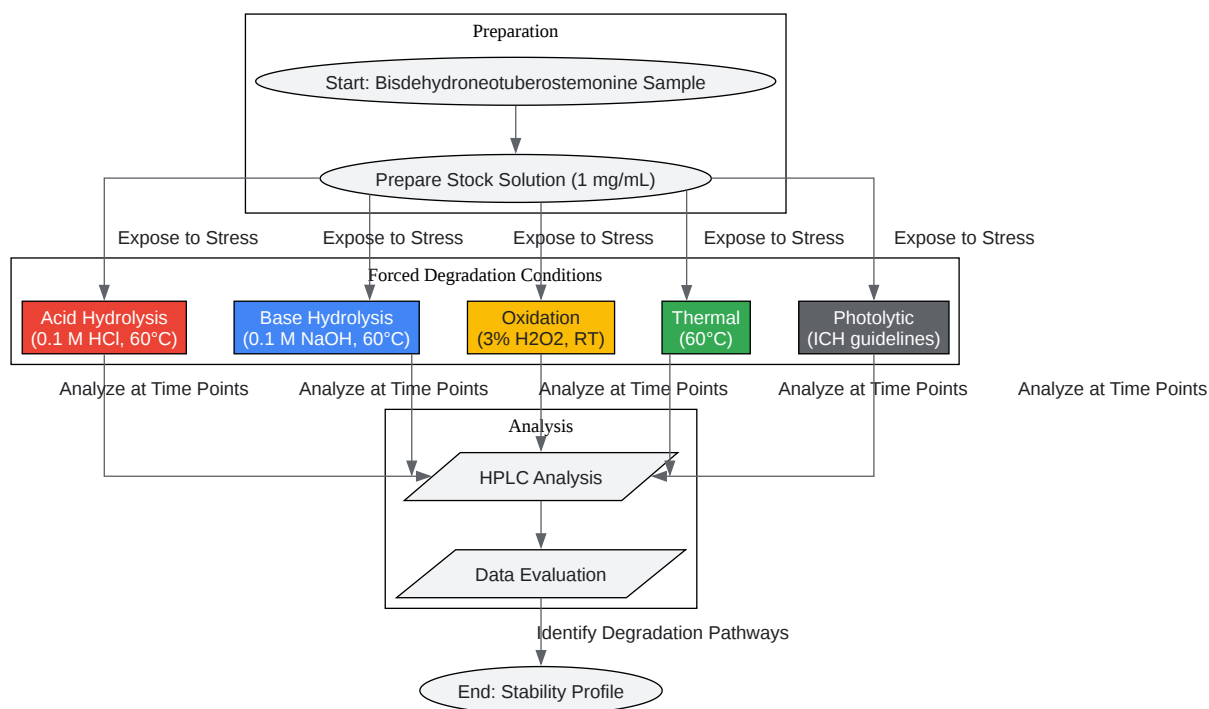 Preparation
Start: Bisdehydroneotuberostemonine Sample
Prepare Stock Solution (1 mg/mL)
Expose to Stress
Expose to Stress
Expose to Stress
Expose to Stress
Expose to Stress
Forced Degradation Conditions
Acid Hydrolysis
(0.1 M HCl, 60°C)
Base Hydrolysis
(0.1 M NaOH, 60°C)
Oxidation
(3% H2O2, RT)
Thermal
(60°C)
Photolytic
(ICH guidelines)
Analyze at Time Points
Analyze at Time Points
Analyze at Time Points
Analyze at Time Points
Analyze at Time Points
Analysis
HPLC Analysis
Data Evaluation
Identify Degradation Pathways
End: Stability Profile